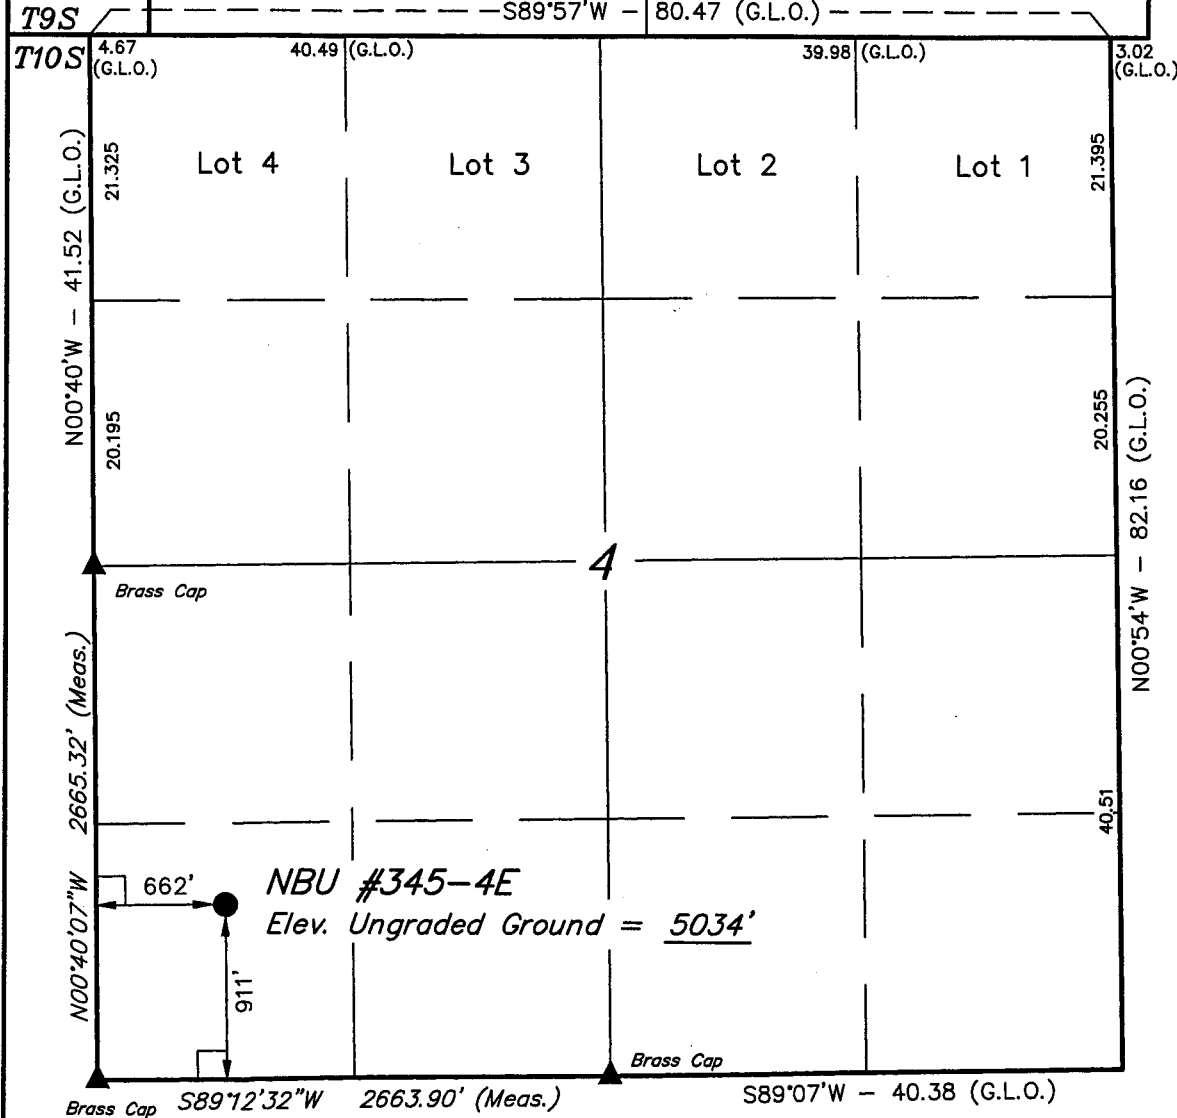 T9S
S89°57'W – 80.47 (G.L.O.)
T10S
4.67
(G.L.O.)
40.49 (G.L.O.)
39.98 (G.L.O.)
3.02
(G.L.O.)
N00°40'W – 41.52 (G.L.O.)
21.325
Lot 4
Lot 3
Lot 2
Lot 1
21.395
20.195
20.255
N00°54'W – 82.16 (G.L.O.)
4
Brass Cap
N00°40'07"W 2665.32' (Meas.)
40.51
662'
NBU #345-4E
Elev. Ungraded Ground = 5034'
911'
Brass Cap
Brass Cap
S89°12'32"W 2663.90' (Meas.)
S89°07'W – 40.38 (G.L.O.)